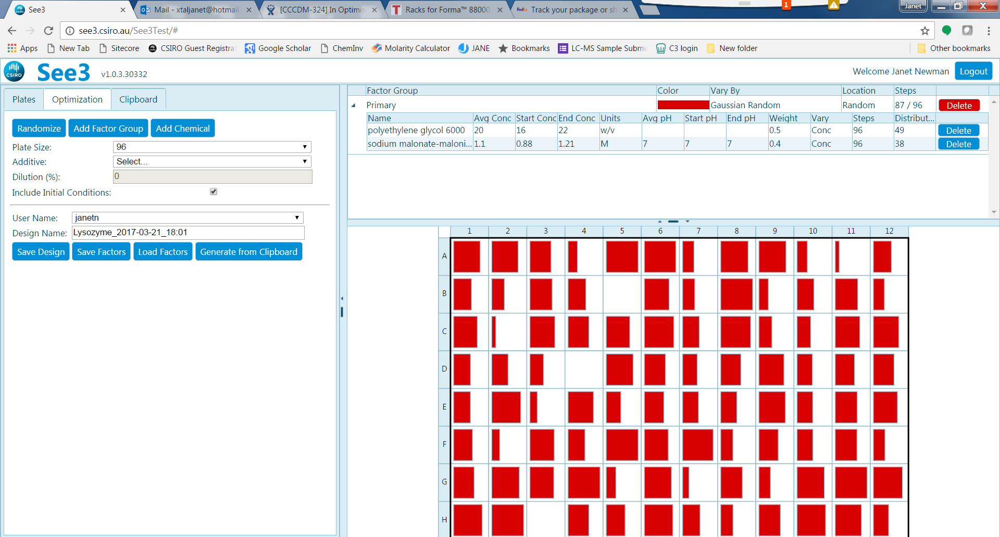 See3
Mail - xtaljanet@hotmail
[CCCDM-324] In Optimis
Racks for Forma™ 88000
FedEx Track your package or sh
1
Janet
see3.csiro.au/See3Test/#
Apps
New Tab
Sitecore
CSIRO Guest Registra
Google Scholar
ChemInv
Molarity Calculator
JANE
Bookmarks
LC-MS Sample Submi
C3 login
New folder
Other bookmarks
CSIRO
See3
v1.0.3.30332
Welcome Janet Newman
Logout
Plates
Optimization
Clipboard
Randomize
Add Factor Group
Add Chemical
Plate Size:
96
Additive:
Select...
Dilution (%):
0
Include Initial Conditions:
User Name:
janetn
Design Name:
Lysozyme_2017-03-21_18:01
Save Design
Save Factors
Load Factors
Generate from Clipboard
Factor Group Color Vary By Location Steps
Primary Gaussian Random Random 87 / 96 Delete
Name Avg Conc Start Conc End Conc Units Avg pH Start pH End pH Weight Vary Steps Distribut...
polyethylene glycol 6000 20 16 22 w/v 0.5 Conc 96 49 Delete
sodium malonate-maloni... 1.1 0.88 1.21 M 7 7 7 0.4 Conc 96 38 Delete
1 2 3 4 5 6 7 8 9 10 11 12
A
B
C
D
E
F
G
H